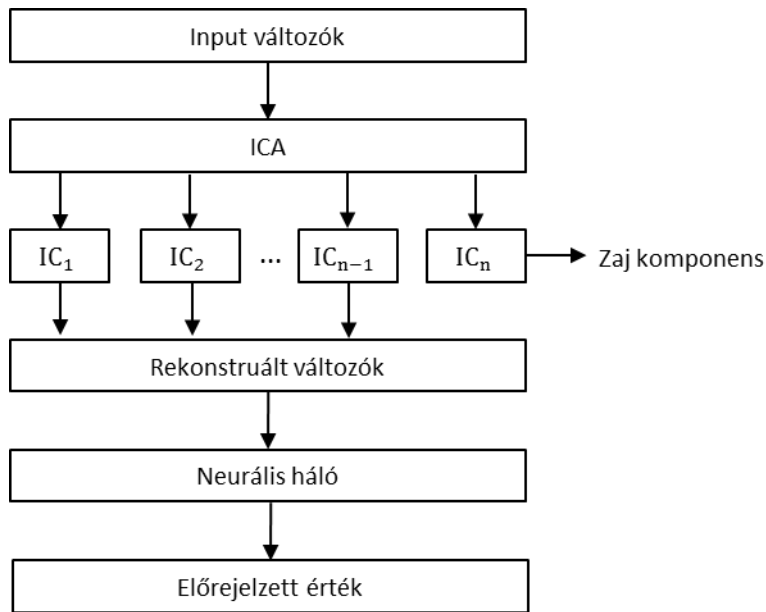 Input változók
ICA
IC₁ IC₂ ... ICₙ₋₁ ICₙ Zaj komponens
Rekonstruált változók
Neurális háló
Előrejelzett érték